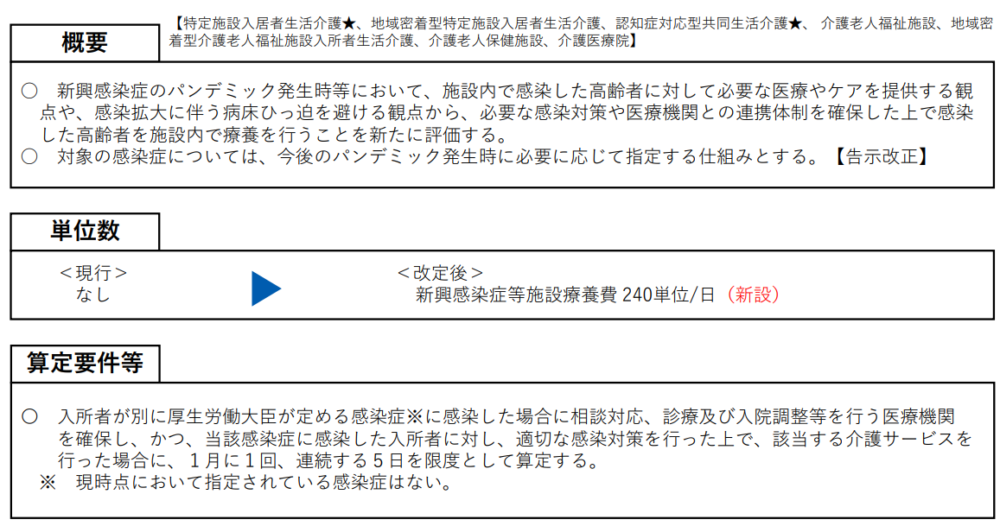 【特定施設入居者生活介護★、地域密着型特定施設入居者生活介護、認知症対応型共同生活介護★、 介護老人福祉施設、地域密
着型介護老人福祉施設入所者生活介護、介護老人保健施設、介護医療院】
概要
○ 新興感染症のパンデミック発生時等において、施設内で感染した高齢者に対して必要な医療やケアを提供する観
点や、感染拡大に伴う病床ひっ迫を避ける観点から、必要な感染対策や医療機関との連携体制を確保した上で感染
した高齢者を施設内で療養を行うことを新たに評価する。
○ 対象の感染症については、今後のパンデミック発生時に必要に応じて指定する仕組みとする。【告示改正】
単位数
＜現行＞ ＜改定後＞
なし 新興感染症等施設療養費 240単位/日（新設）
算定要件等
○ 入所者が別に厚生労働大臣が定める感染症※に感染した場合に相談対応、診療及び入院調整等を行う医療機関
を確保し、かつ、当該感染症に感染した入所者に対し、適切な感染対策を行った上で、該当する介護サービスを
行った場合に、１月に１回、連続する５日を限度として算定する。
※ 現時点において指定されている感染症はない。